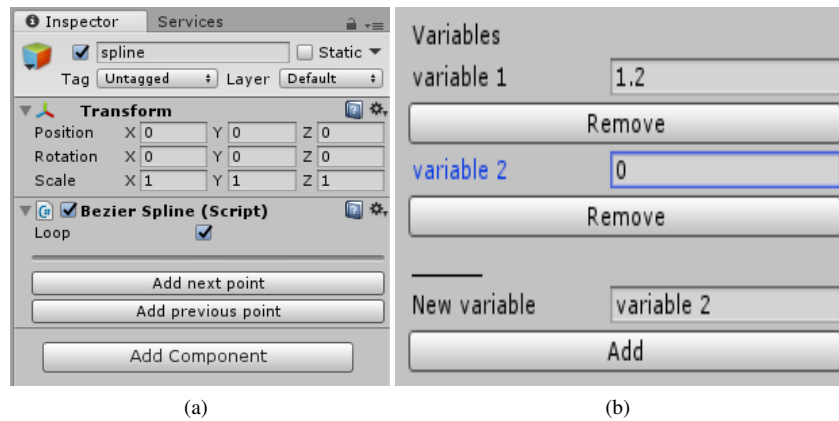 Inspector Services
spline Static
Tag Untagged Layer Default
Transform
Position X 0 Y 0 Z 0
Rotation X 0 Y 0 Z 0
Scale X 1 Y 1 Z 1
C# Bezier Spline (Script)
Loop
Add next point
Add previous point
Add Component
(a)
Variables
variable 1 1.2
Remove
variable 2 0
Remove
New variable variable 2
Add
(b)